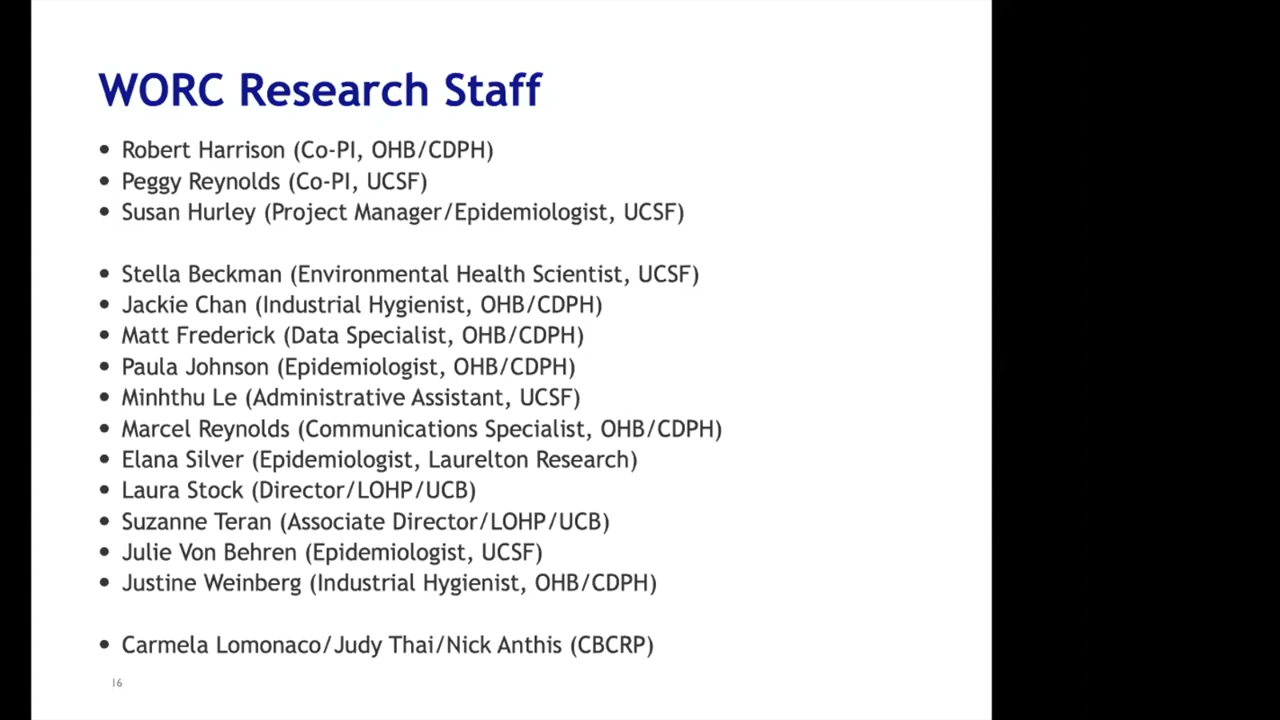 WORC Research Staff
• Robert Harrison (Co-PI, OHB/CDPH)
• Peggy Reynolds (Co-PI, UCSF)
• Susan Hurley (Project Manager/Epidemiologist, UCSF)
• Stella Beckman (Environmental Health Scientist, UCSF)
• Jackie Chan (Industrial Hygienist, OHB/CDPH)
• Matt Frederick (Data Specialist, OHB/CDPH)
• Paula Johnson (Epidemiologist, OHB/CDPH)
• Minhthu Le (Administrative Assistant, UCSF)
• Marcel Reynolds (Communications Specialist, OHB/CDPH)
• Elana Silver (Epidemiologist, Laurelton Research)
• Laura Stock (Director/LOHP/UCB)
• Suzanne Teran (Associate Director/LOHP/UCB)
• Julie Von Behren (Epidemiologist, UCSF)
• Justine Weinberg (Industrial Hygienist, OHB/CDPH)
• Carmela Lomonaco/Judy Thai/Nick Anthis (CBCRP)
16